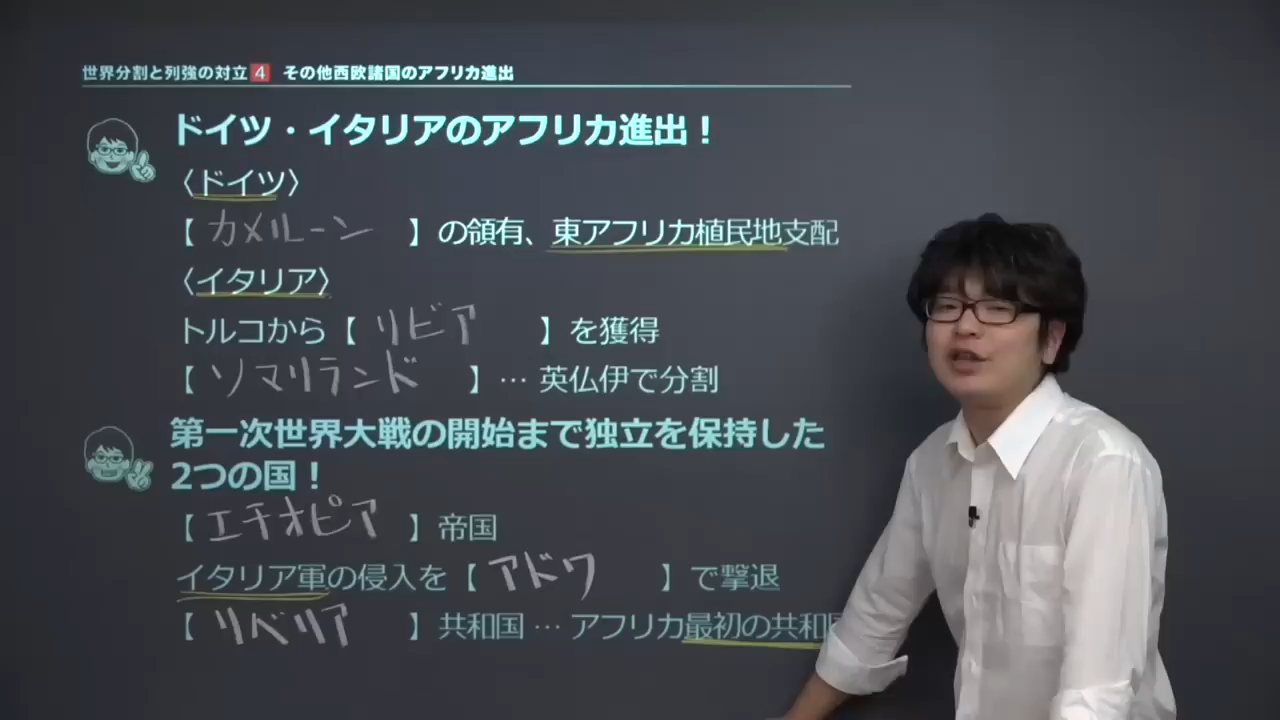 世界分割と列強の対立 4 その他西欧諸国のアフリカ進出
ドイツ・イタリアのアフリカ進出！
〈ドイツ〉
【 カメルーン 】の領有、東アフリカ植民地支配
〈イタリア〉
トルコから【 リビア 】を獲得
【 ソマリランド 】… 英仏伊で分割
第一次世界大戦の開始まで独立を保持した
2つの国！
【 エチオピア 】帝国
イタリア軍の侵入を【 アドワ 】で撃退
【 リベリア 】共和国 … アフリカ最初の共和